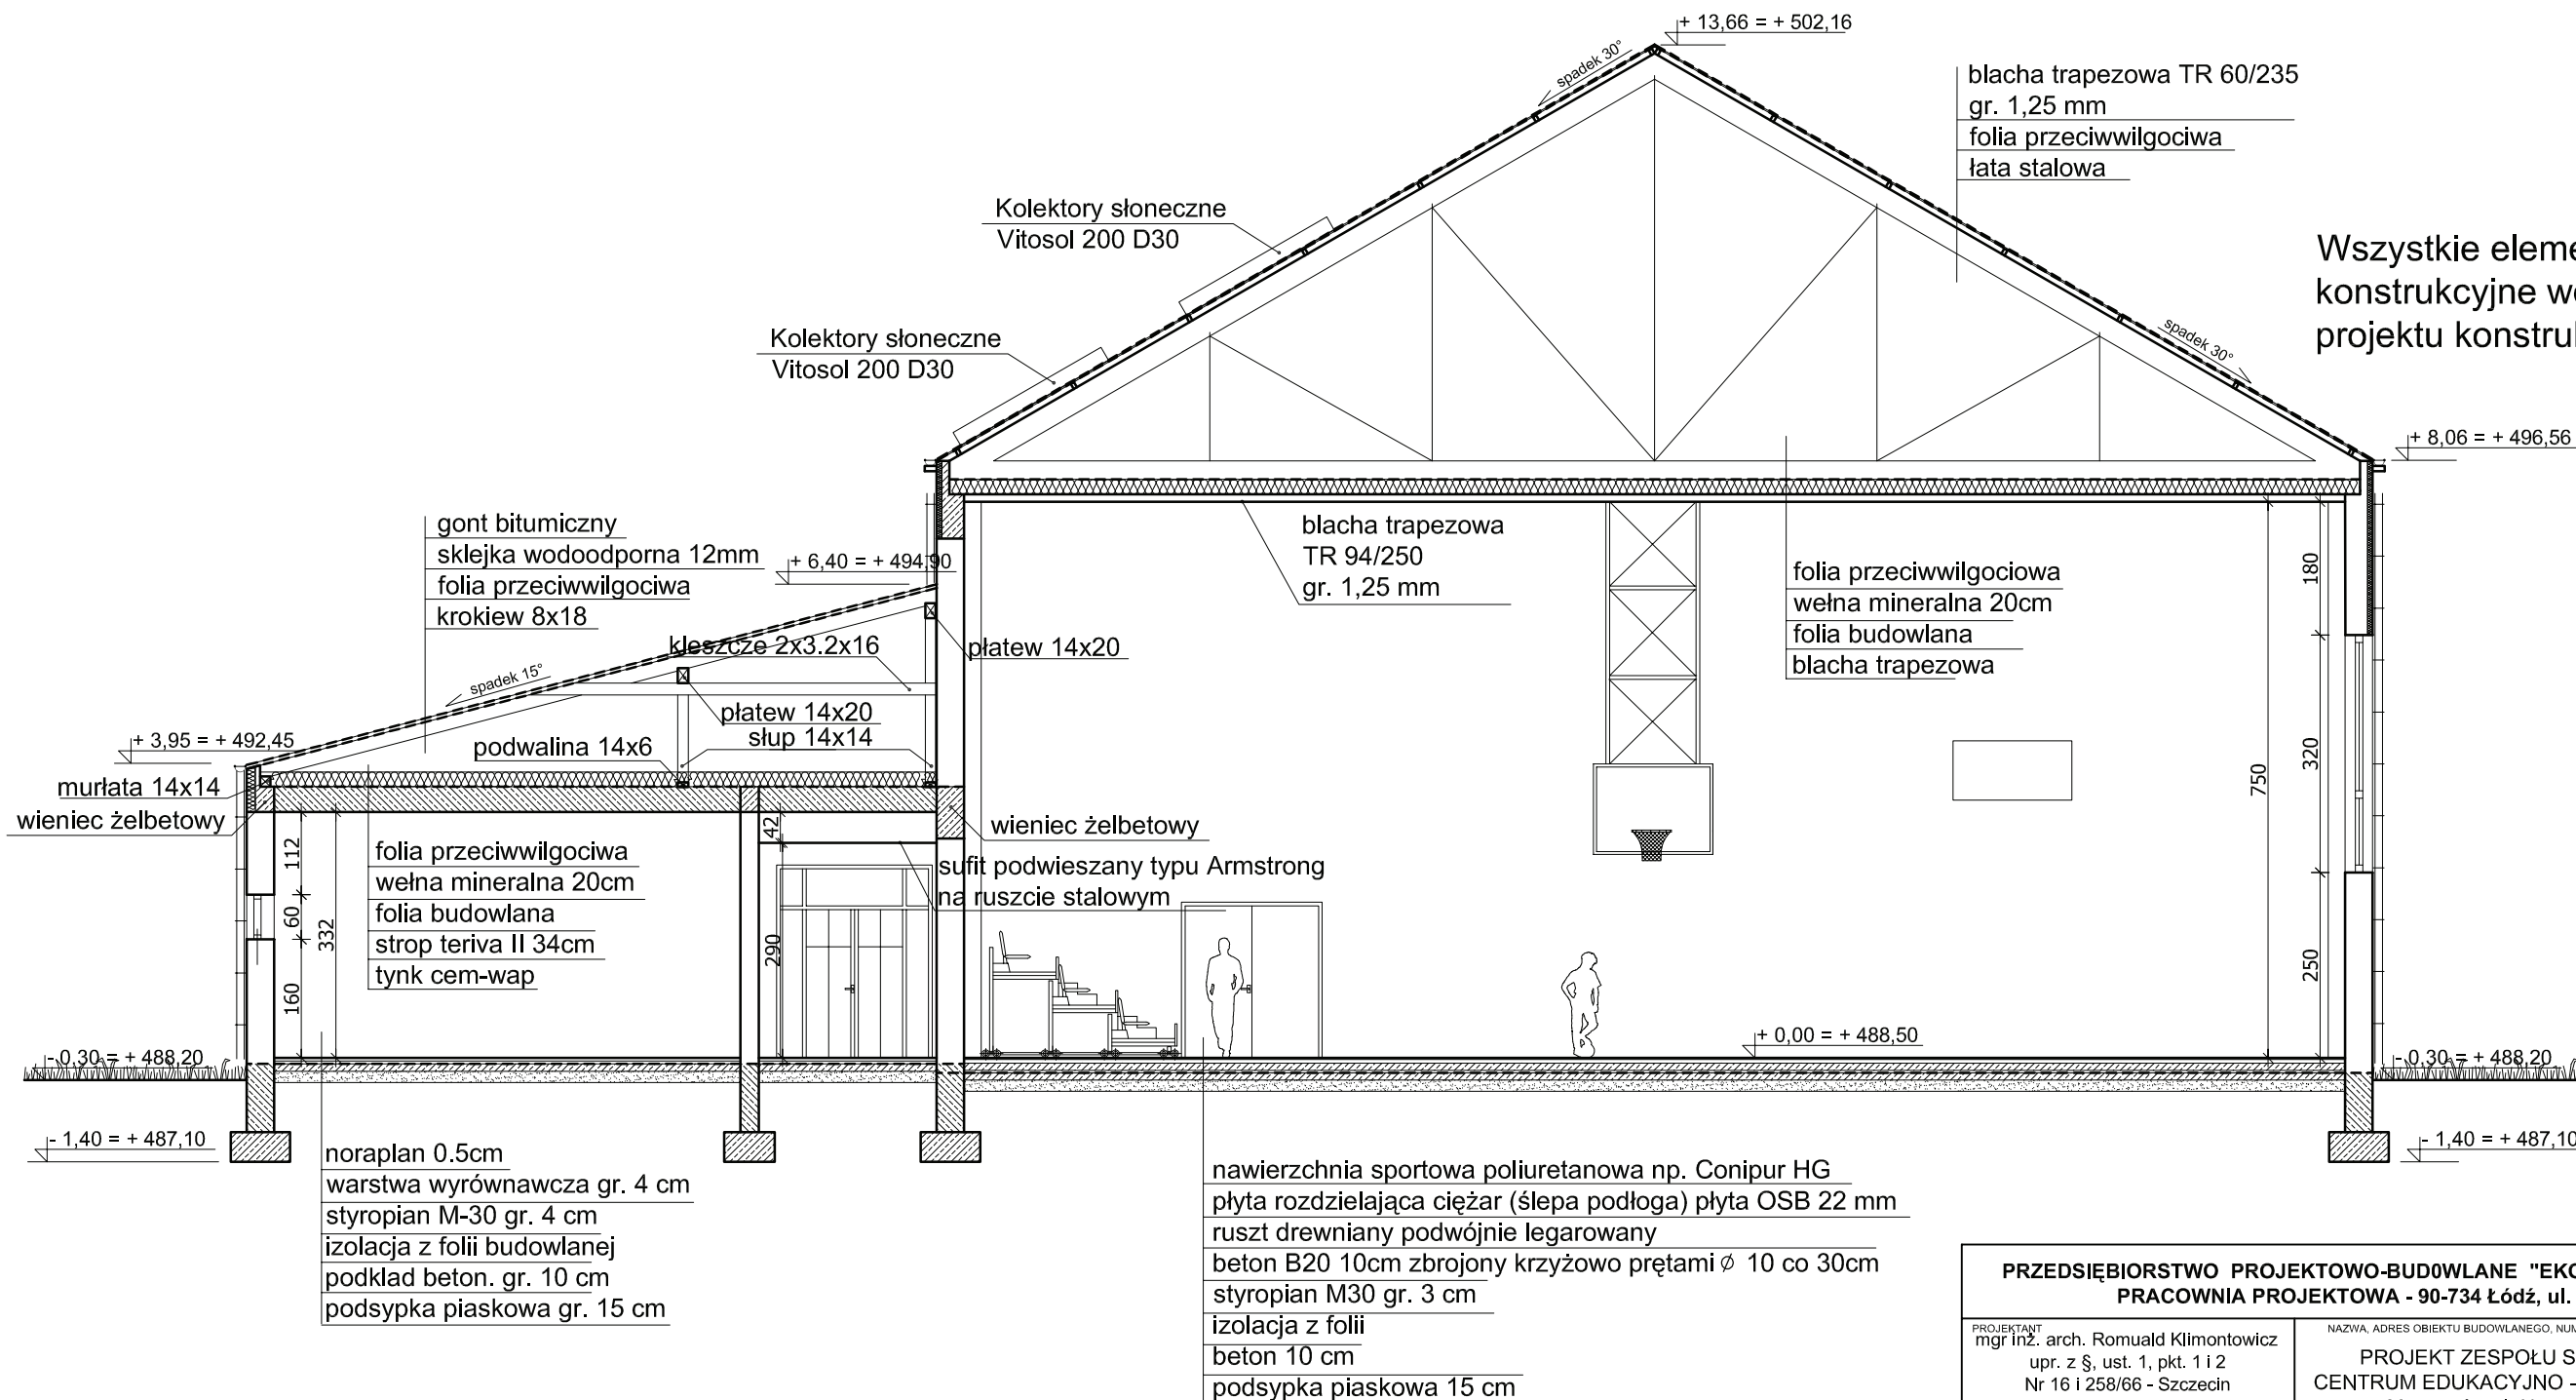 + 13,66 = + 502,16
spadek 30°
blacha trapezowa TR 60/235
gr. 1,25 mm
folia przeciwwilgociwa
łata stalowa
Kolektory słoneczne
Vitosol 200 D30
Wszystkie
konstrukcyjne
projektu
Kolektory słoneczne
Vitosol 200 D30
spadek 30°
+ 8,06 = + 496,56
gont bitumiczny
sklejka wodoodporna 12mm
folia przeciwwilgociwa
krokiew 8x18
+ 6,40 = + 494,90
blacha trapezowa
TR 94/250
gr. 1,25 mm
folia przeciwwilgociowa
wełna mineralna 20cm
folia budowlana
blacha trapezowa
180
320
250
750
kleszcze 2x3.2x16
płatew 14x20
spadek 15°
płatew 14x20
słup 14x14
podwalina 14x6
+ 3,95 = + 492,45
murłata 14x14
wieniec żelbetowy
wieniec żelbetowy
sufit podwieszany typu Armstrong
na ruszcie stalowym
folia przeciwwilgociwa
wełna mineralna 20cm
folia budowlana
strop teriva II 34cm
tynk cem-wap
112
60
160
332
42
290
+ 0,00 = + 488,50
- 0,30 = + 488,20
- 0,30 = + 488,20
- 1,40 = + 487,10
- 1,40 = + 487,10
noraplan 0.5cm
warstwa wyrównawcza gr. 4 cm
styropian M-30 gr. 4 cm
izolacja z folii budowlanej
podklad beton. gr. 10 cm
podsypka piaskowa gr. 15 cm
nawierzchnia sportowa poliuretanowa np. Conipur HG
płyta rozdzielająca ciężar (ślepa podłoga) płyta OSB 22 mm
ruszt drewniany podwójnie legarowany
beton B20 10cm zbrojony krzyżowo prętami ⌀ 10 co 30cm
styropian M30 gr. 3 cm
izolacja z folii
beton 10 cm
podsypka piaskowa 15 cm
PRZEDSIĘBIORSTWO PROJEKTOWO-BUD0WLANE
PRACOWNIA PROJEKTOWA - 90-734 Łódź, ul.
PROJEKTANT
mgr inż. arch. Romuald Klimontowicz
upr. z §, ust. 1, pkt. 1 i 2
Nr 16 i 258/66 - Szczecin
NAZWA, ADRES OBIEKTU BUDOWLANEGO,
PROJEKT ZESPOŁU
CENTRUM EDUKACYJNO -